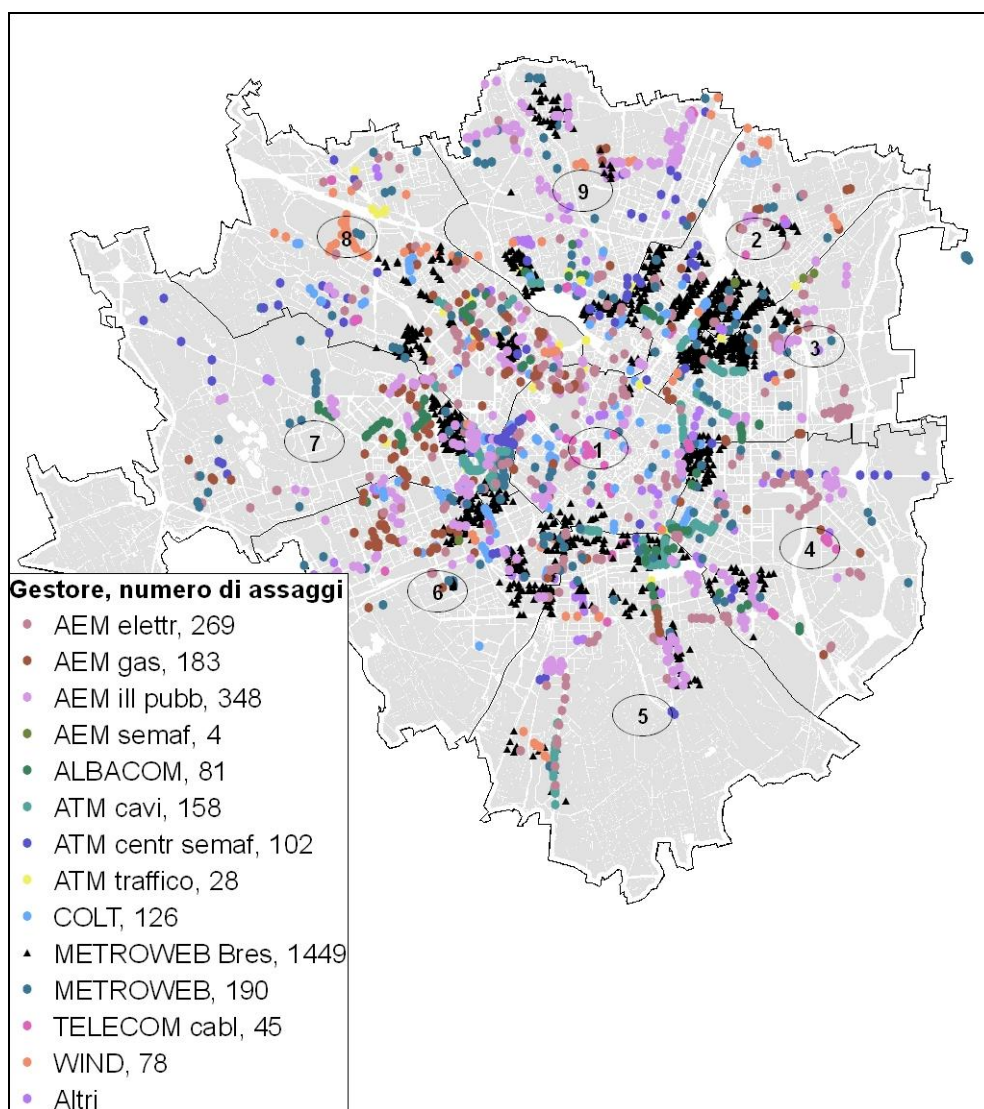 9
2
8
3
1
7
4
6
5
Gestore, numero di assaggi
AEM elettr, 269
AEM gas, 183
AEM ill pubb, 348
AEM semaf, 4
ALBACOM, 81
ATM cavi, 158
ATM centr semaf, 102
ATM traffico, 28
COLT, 126
METROWEB Bres, 1449
METROWEB, 190
TELECOM cabl, 45
WIND, 78
Altri